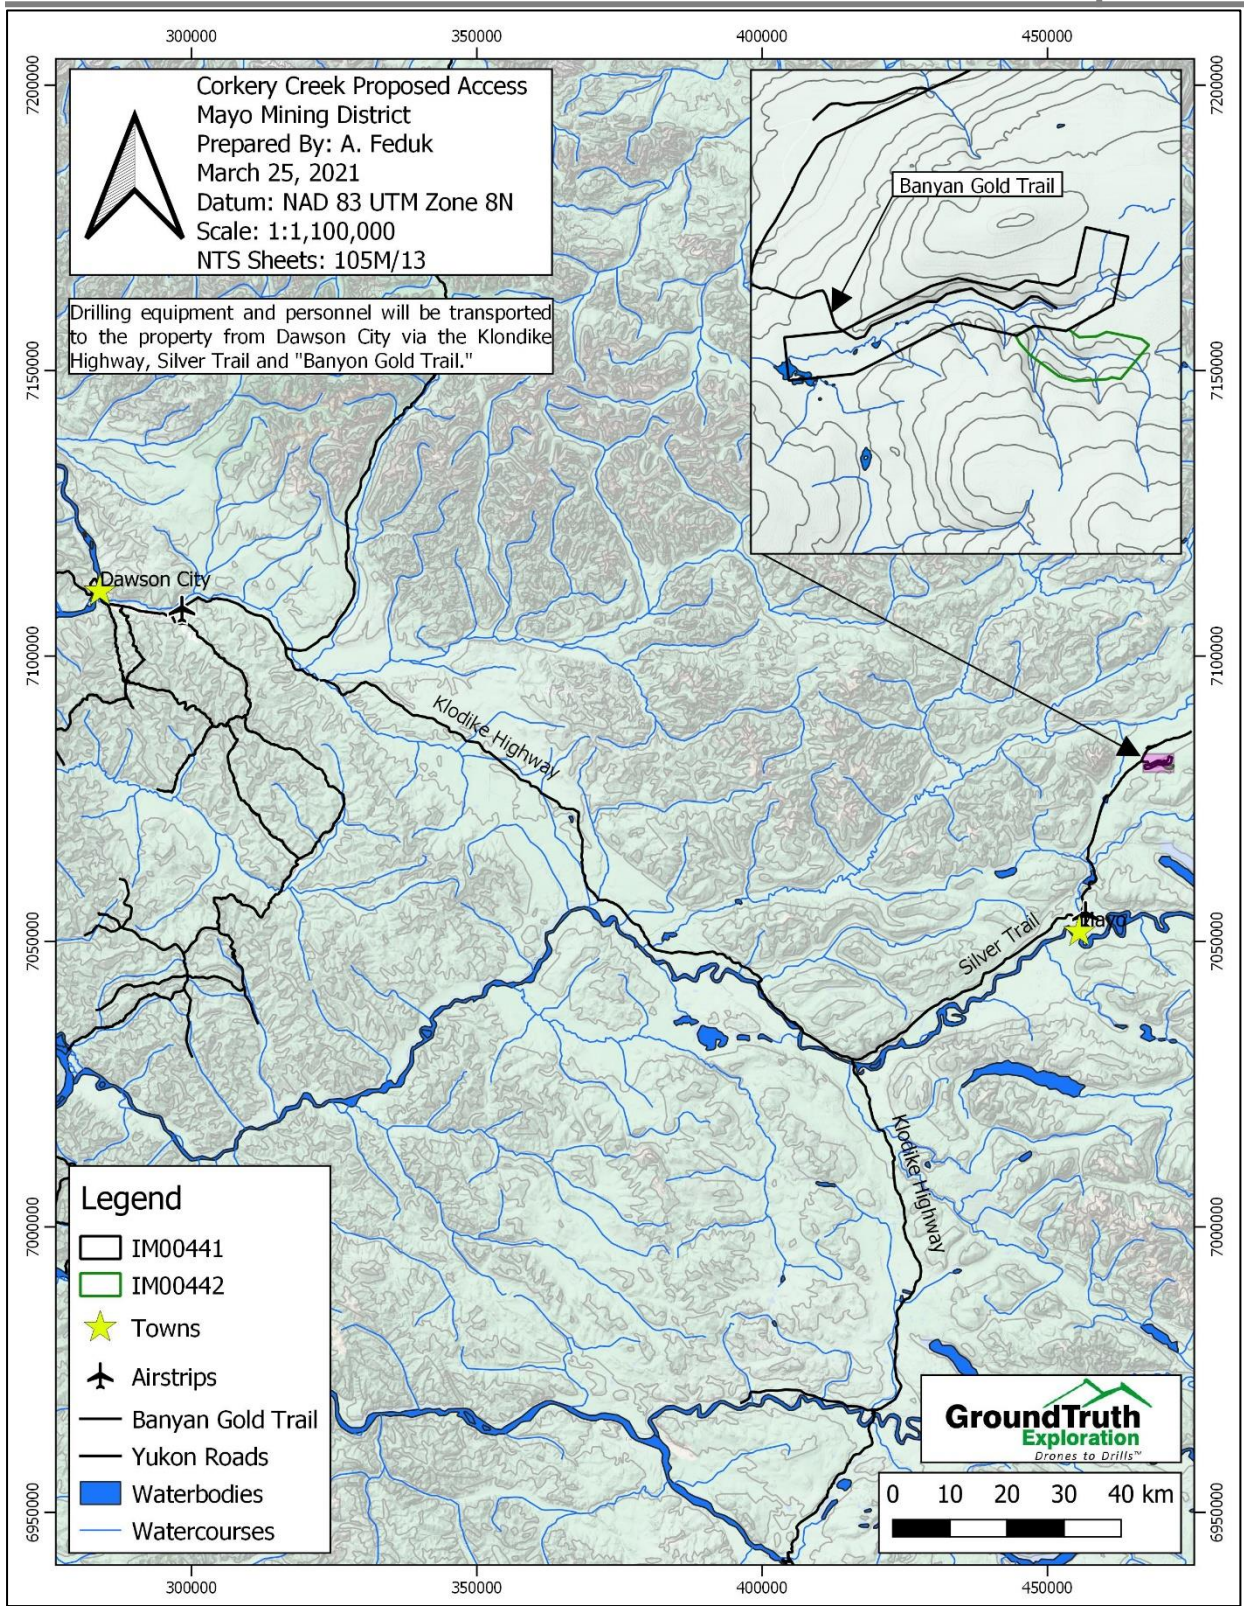 300000
350000
400000
450000
7200000
7200000
Corkery Creek Proposed Access
Mayo Mining District
Prepared By: A. Feduk
March 25, 2021
Datum: NAD 83 UTM Zone 8N
Scale: 1:1,100,000
NTS Sheets: 105M/13
Drilling equipment and personnel will be transported
to the property from Dawson City via the Klondike
Highway, Silver Trail and "Banyon Gold Trail."
Banyan Gold Trail
7150000
7150000
Dawson City
7100000
7100000
Klodike Highway
7050000
7050000
Silver Trail
Mayo
Klodike Highway
7000000
7000000
Legend
IM00441
IM00442
Towns
Airstrips
Banyan Gold Trail
Yukon Roads
Waterbodies
Watercourses
GroundTruth
Exploration
Drones to Drills™
0 10 20 30 40 km
6950000
6950000
300000
350000
400000
450000